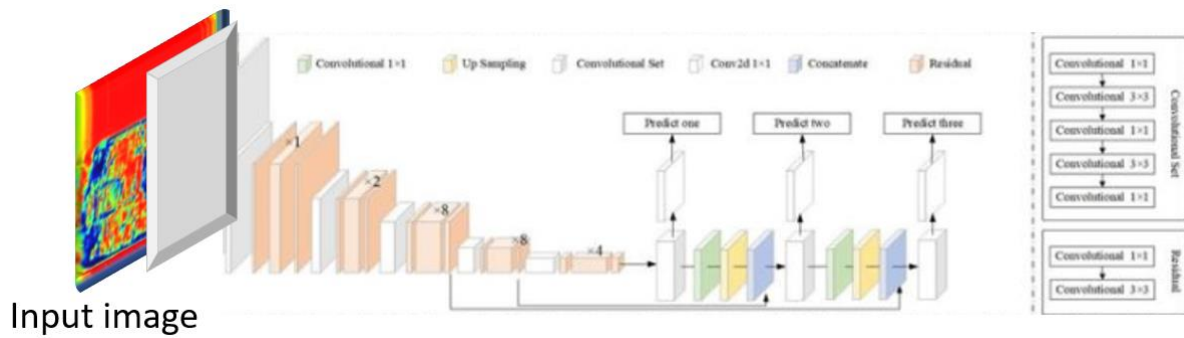 Convolutional 1×1
Up Sampling
Convolutional Set
Conv2d 1×1
Concatenate
Residual
×1
×2
×8
×8
×4
Predict one
Predict two
Predict three
Convolutional 1×1
Convolutional 3×3
Convolutional 1×1
Convolutional 3×3
Convolutional 1×1
Convolutional Set
Convolutional 1×1
Convolutional 3×3
Residual
Input image